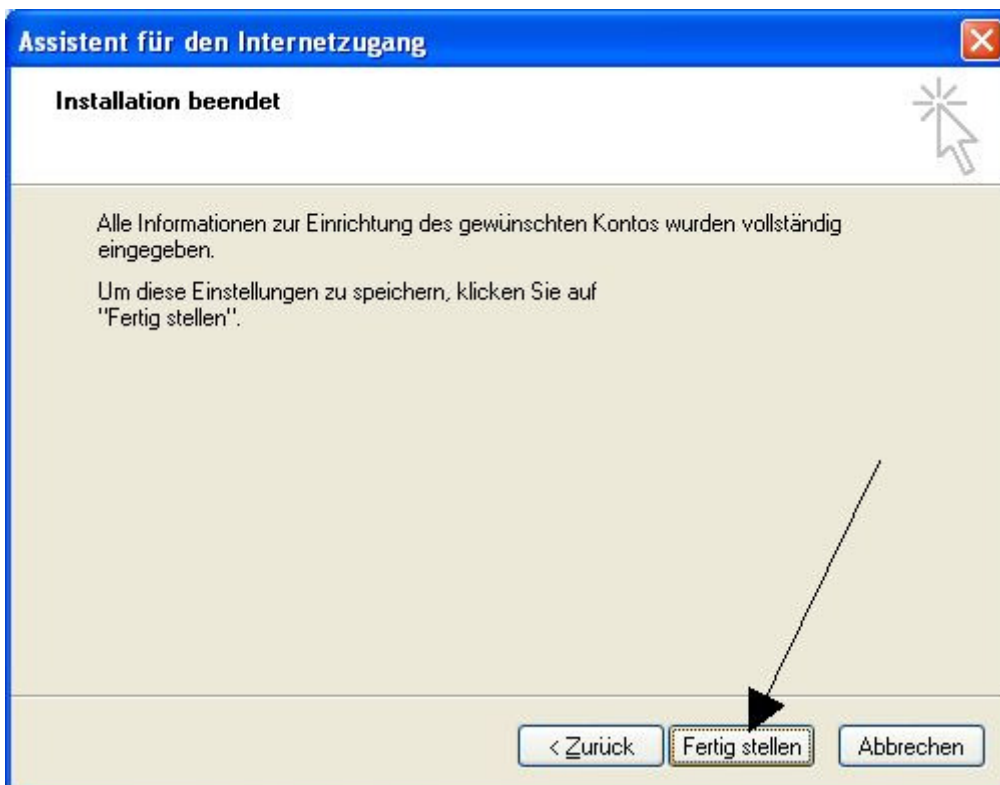 Assistent für den Internetzugang
Installation beendet
Alle Informationen zur Einrichtung des gewünschten Kontos wurden vollständig
eingegeben.
Um diese Einstellungen zu speichern, klicken Sie auf
"Fertig stellen".
< Zurück Fertig stellen Abbrechen